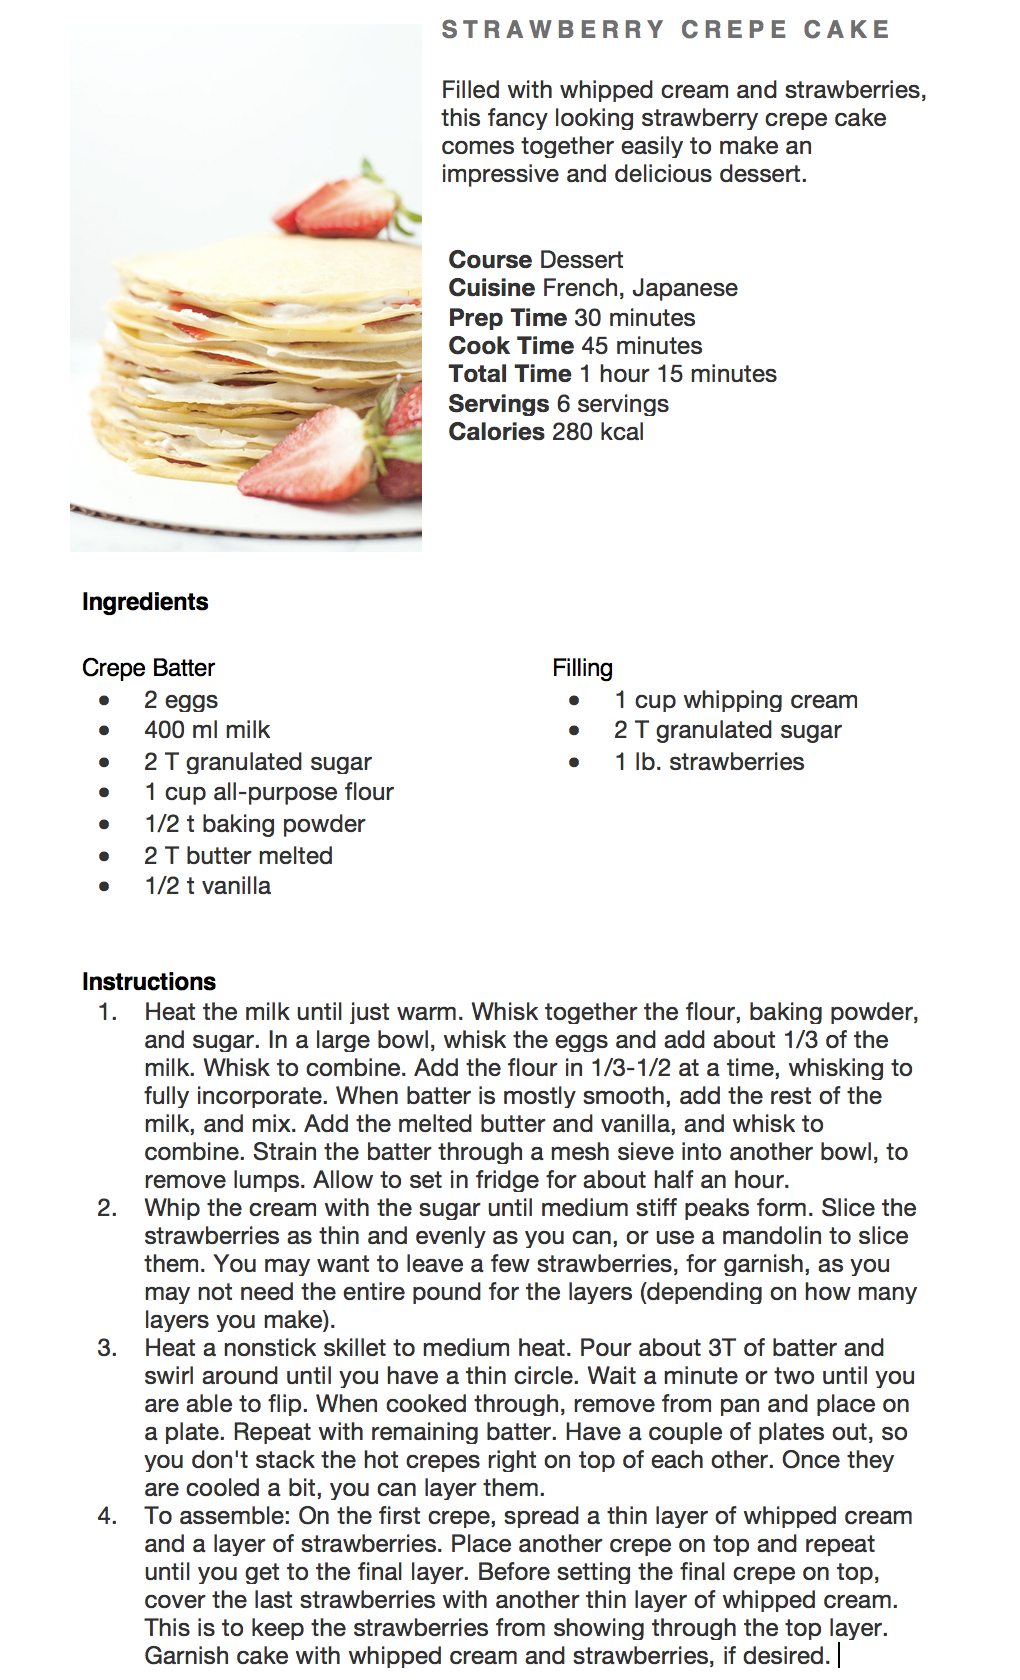 STRAWBERRY CREPE CAKE
Filled with whipped cream and strawberries,
this fancy looking strawberry crepe cake
comes together easily to make an
impressive and delicious dessert.
Course Dessert
Cuisine French, Japanese
Prep Time 30 minutes
Cook Time 45 minutes
Total Time 1 hour 15 minutes
Servings 6 servings
Calories 280 kcal
Ingredients
Crepe Batter
• 2 eggs
• 400 ml milk
• 2 T granulated sugar
• 1 cup all-purpose flour
• 1/2 t baking powder
• 2 T butter melted
• 1/2 t vanilla
Filling
• 1 cup whipping cream
• 2 T granulated sugar
• 1 lb. strawberries
Instructions
1. Heat the milk until just warm. Whisk together the flour, baking powder,
and sugar. In a large bowl, whisk the eggs and add about 1/3 of the
milk. Whisk to combine. Add the flour in 1/3-1/2 at a time, whisking to
fully incorporate. When batter is mostly smooth, add the rest of the
milk, and mix. Add the melted butter and vanilla, and whisk to
combine. Strain the batter through a mesh sieve into another bowl, to
remove lumps. Allow to set in fridge for about half an hour.
2. Whip the cream with the sugar until medium stiff peaks form. Slice the
strawberries as thin and evenly as you can, or use a mandolin to slice
them. You may want to leave a few strawberries, for garnish, as you
may not need the entire pound for the layers (depending on how many
layers you make).
3. Heat a nonstick skillet to medium heat. Pour about 3T of batter and
swirl around until you have a thin circle. Wait a minute or two until you
are able to flip. When cooked through, remove from pan and place on
a plate. Repeat with remaining batter. Have a couple of plates out, so
you don't stack the hot crepes right on top of each other. Once they
are cooled a bit, you can layer them.
4. To assemble: On the first crepe, spread a thin layer of whipped cream
and a layer of strawberries. Place another crepe on top and repeat
until you get to the final layer. Before setting the final crepe on top,
cover the last strawberries with another thin layer of whipped cream.
This is to keep the strawberries from showing through the top layer.
Garnish cake with whipped cream and strawberries, if desired.